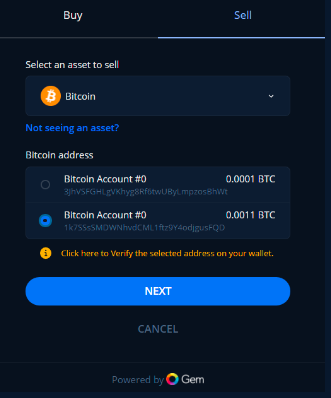 Buy
Sell
Select an asset to sell
Bitcoin
Not seeing an asset?
Bitcoin address
Bitcoin Account #0 0.0001 BTC
Bitcoin Account #0 0.0011 BTC
Click here to Verify the selected address on your wallet.
NEXT
CANCEL
Powered by Gem